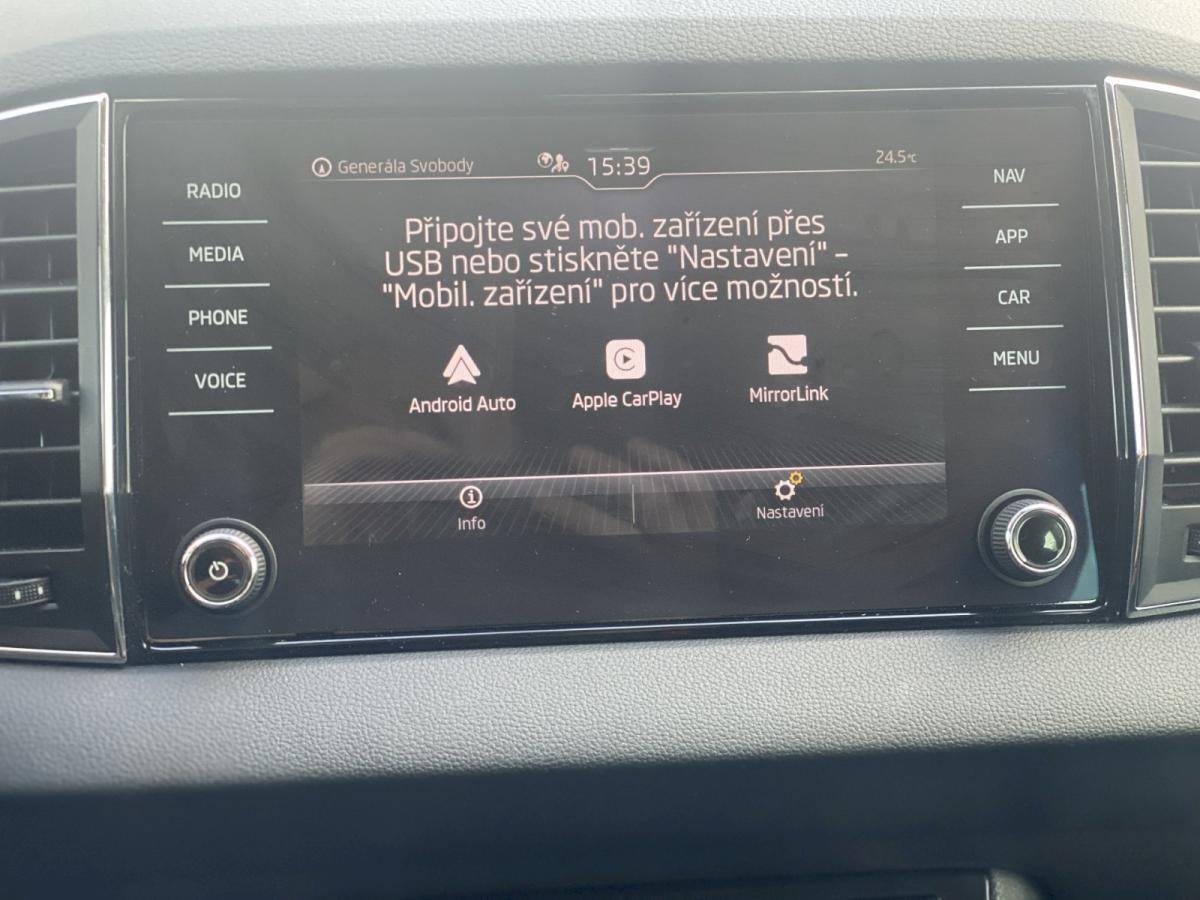 Generála Svobody 15:39 24.5°C
RADIO
MEDIA
PHONE
VOICE
Připojte své mob. zařízení přes
USB nebo stiskněte "Nastavení" –
"Mobil. zařízení" pro více možností.
Android Auto Apple CarPlay MirrorLink
Info Nastavení
NAV
APP
CAR
MENU